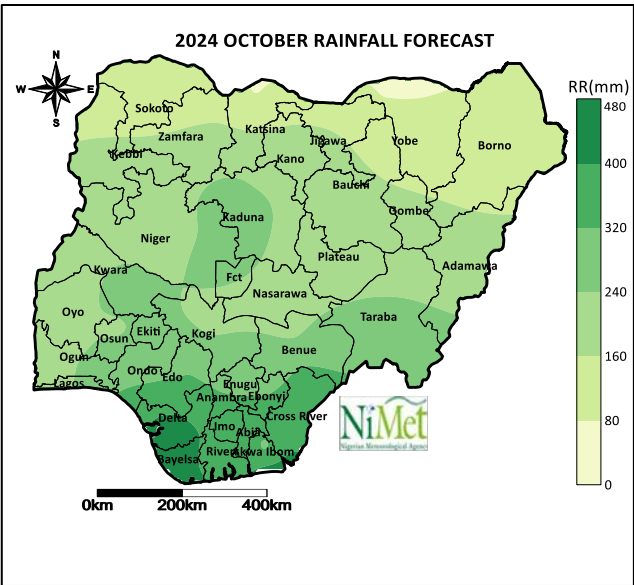 2024 OCTOBER RAINFALL FORECAST
N
W E
S
RR(mm)
480
400
320
240
160
80
0
Sokoto
Zamfara
Katsina
Kebbi
Jigawa
Yobe
Borno
Kano
Bauchi
Gombe
Kaduna
Niger
Plateau
Adamawa
Kwara
Fct
Nasarawa
Oyo
Taraba
Osun
Ekiti
Kogi
Benue
Ogun
Lagos
Ondo
Edo
Enugu
Anambra
Ebonyi
Cross River
Delta
Imo
Abia
Bayelsa
Rivers
Akwa Ibom
NiMet
Nigerian Meteorological Agency
0km 200km 400km